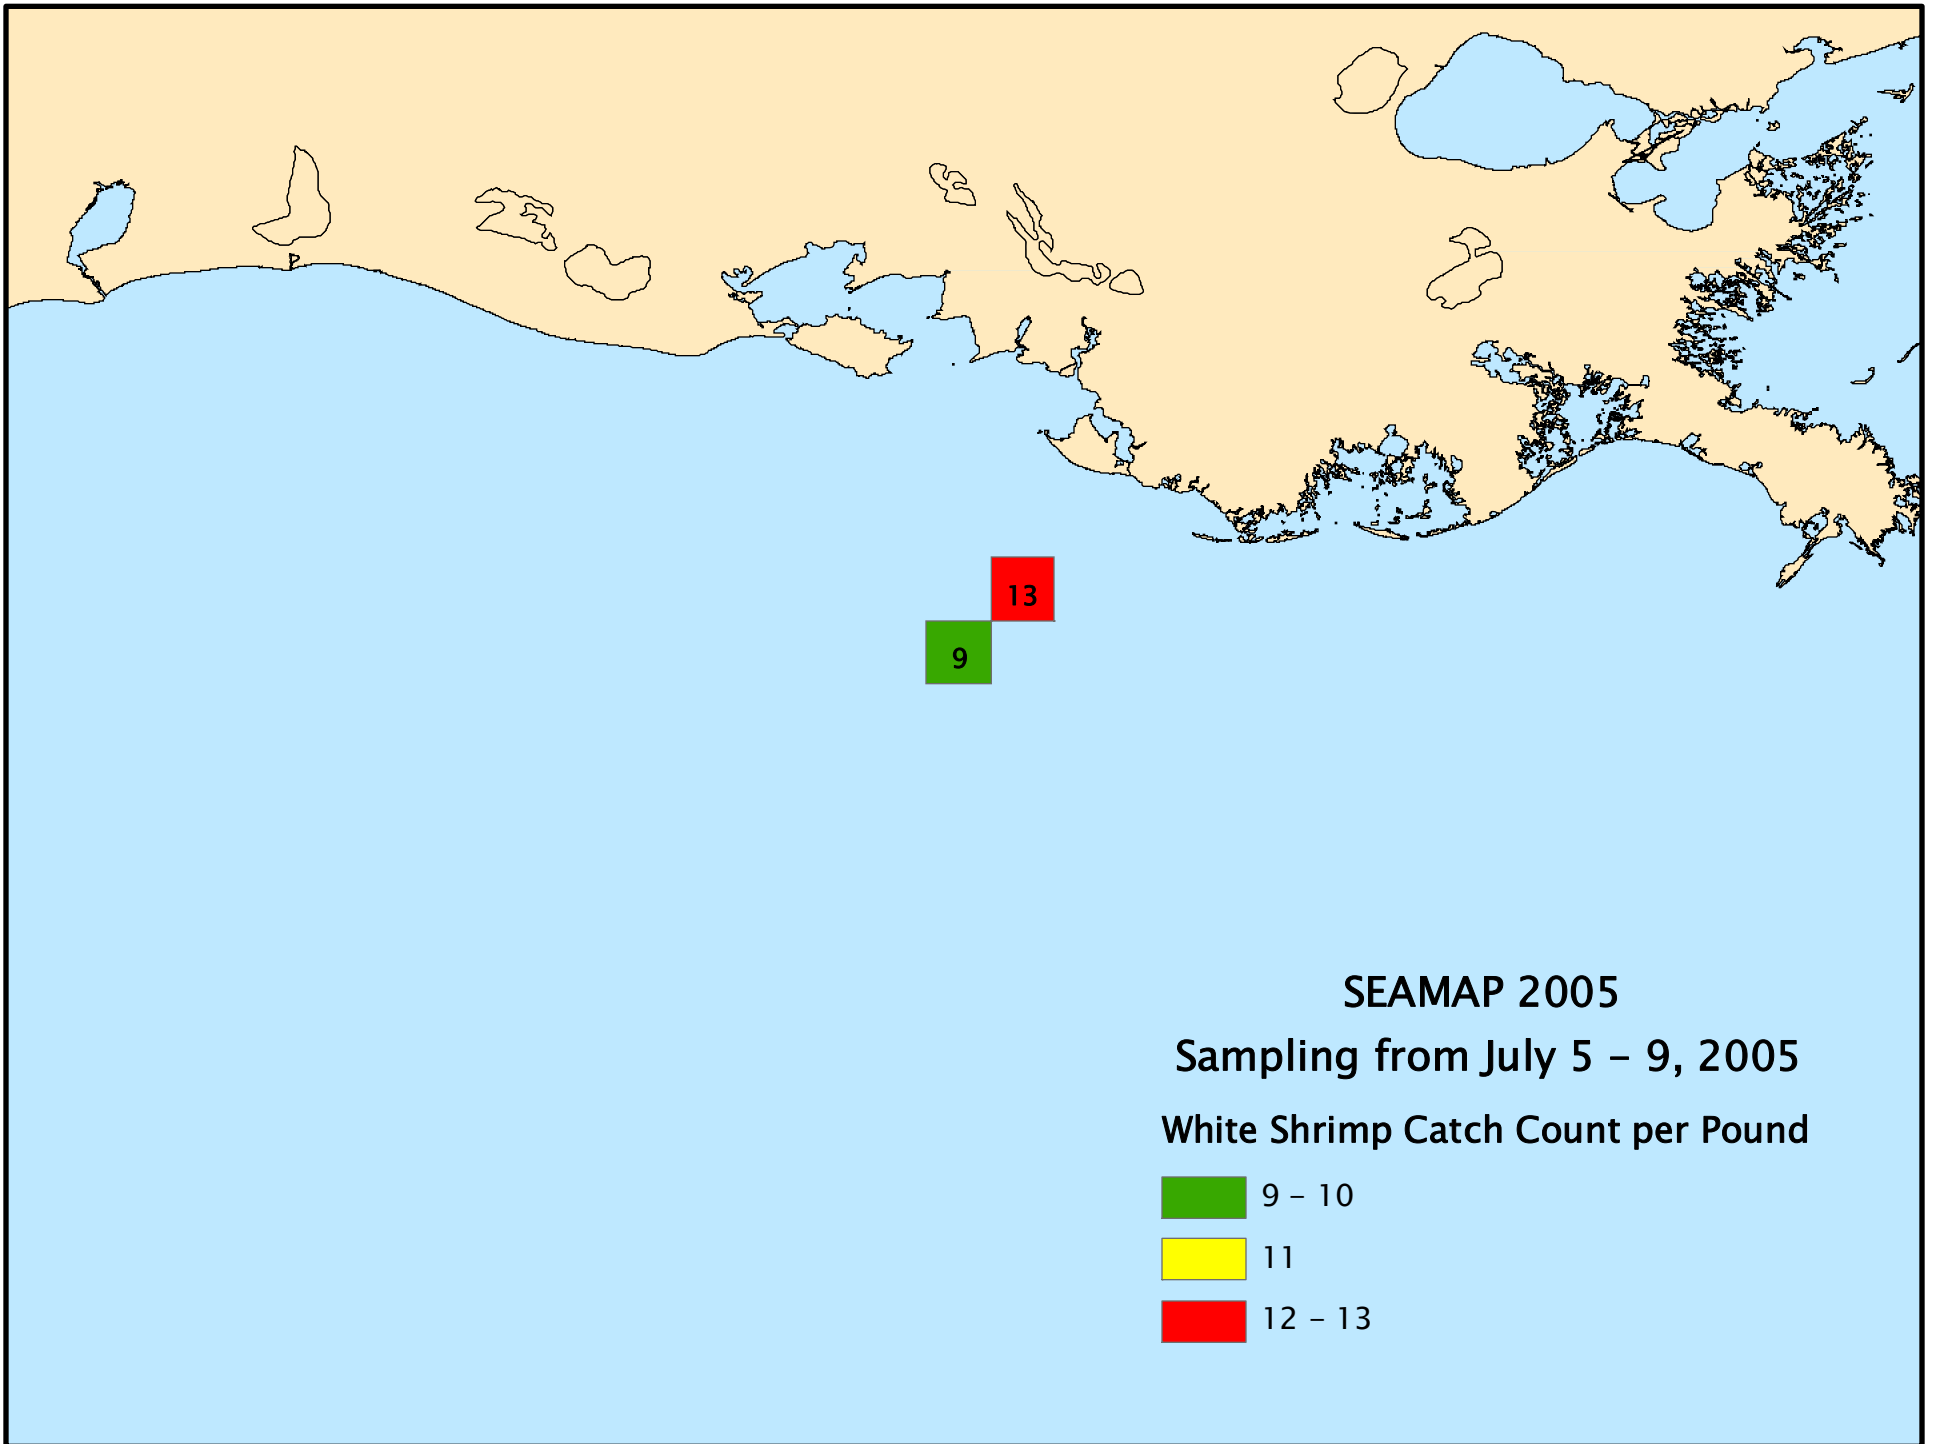 13
9
SEAMAP 2005
Sampling from July 5 - 9, 2005
White Shrimp Catch Count per Pound
9 - 10
11
12 - 13